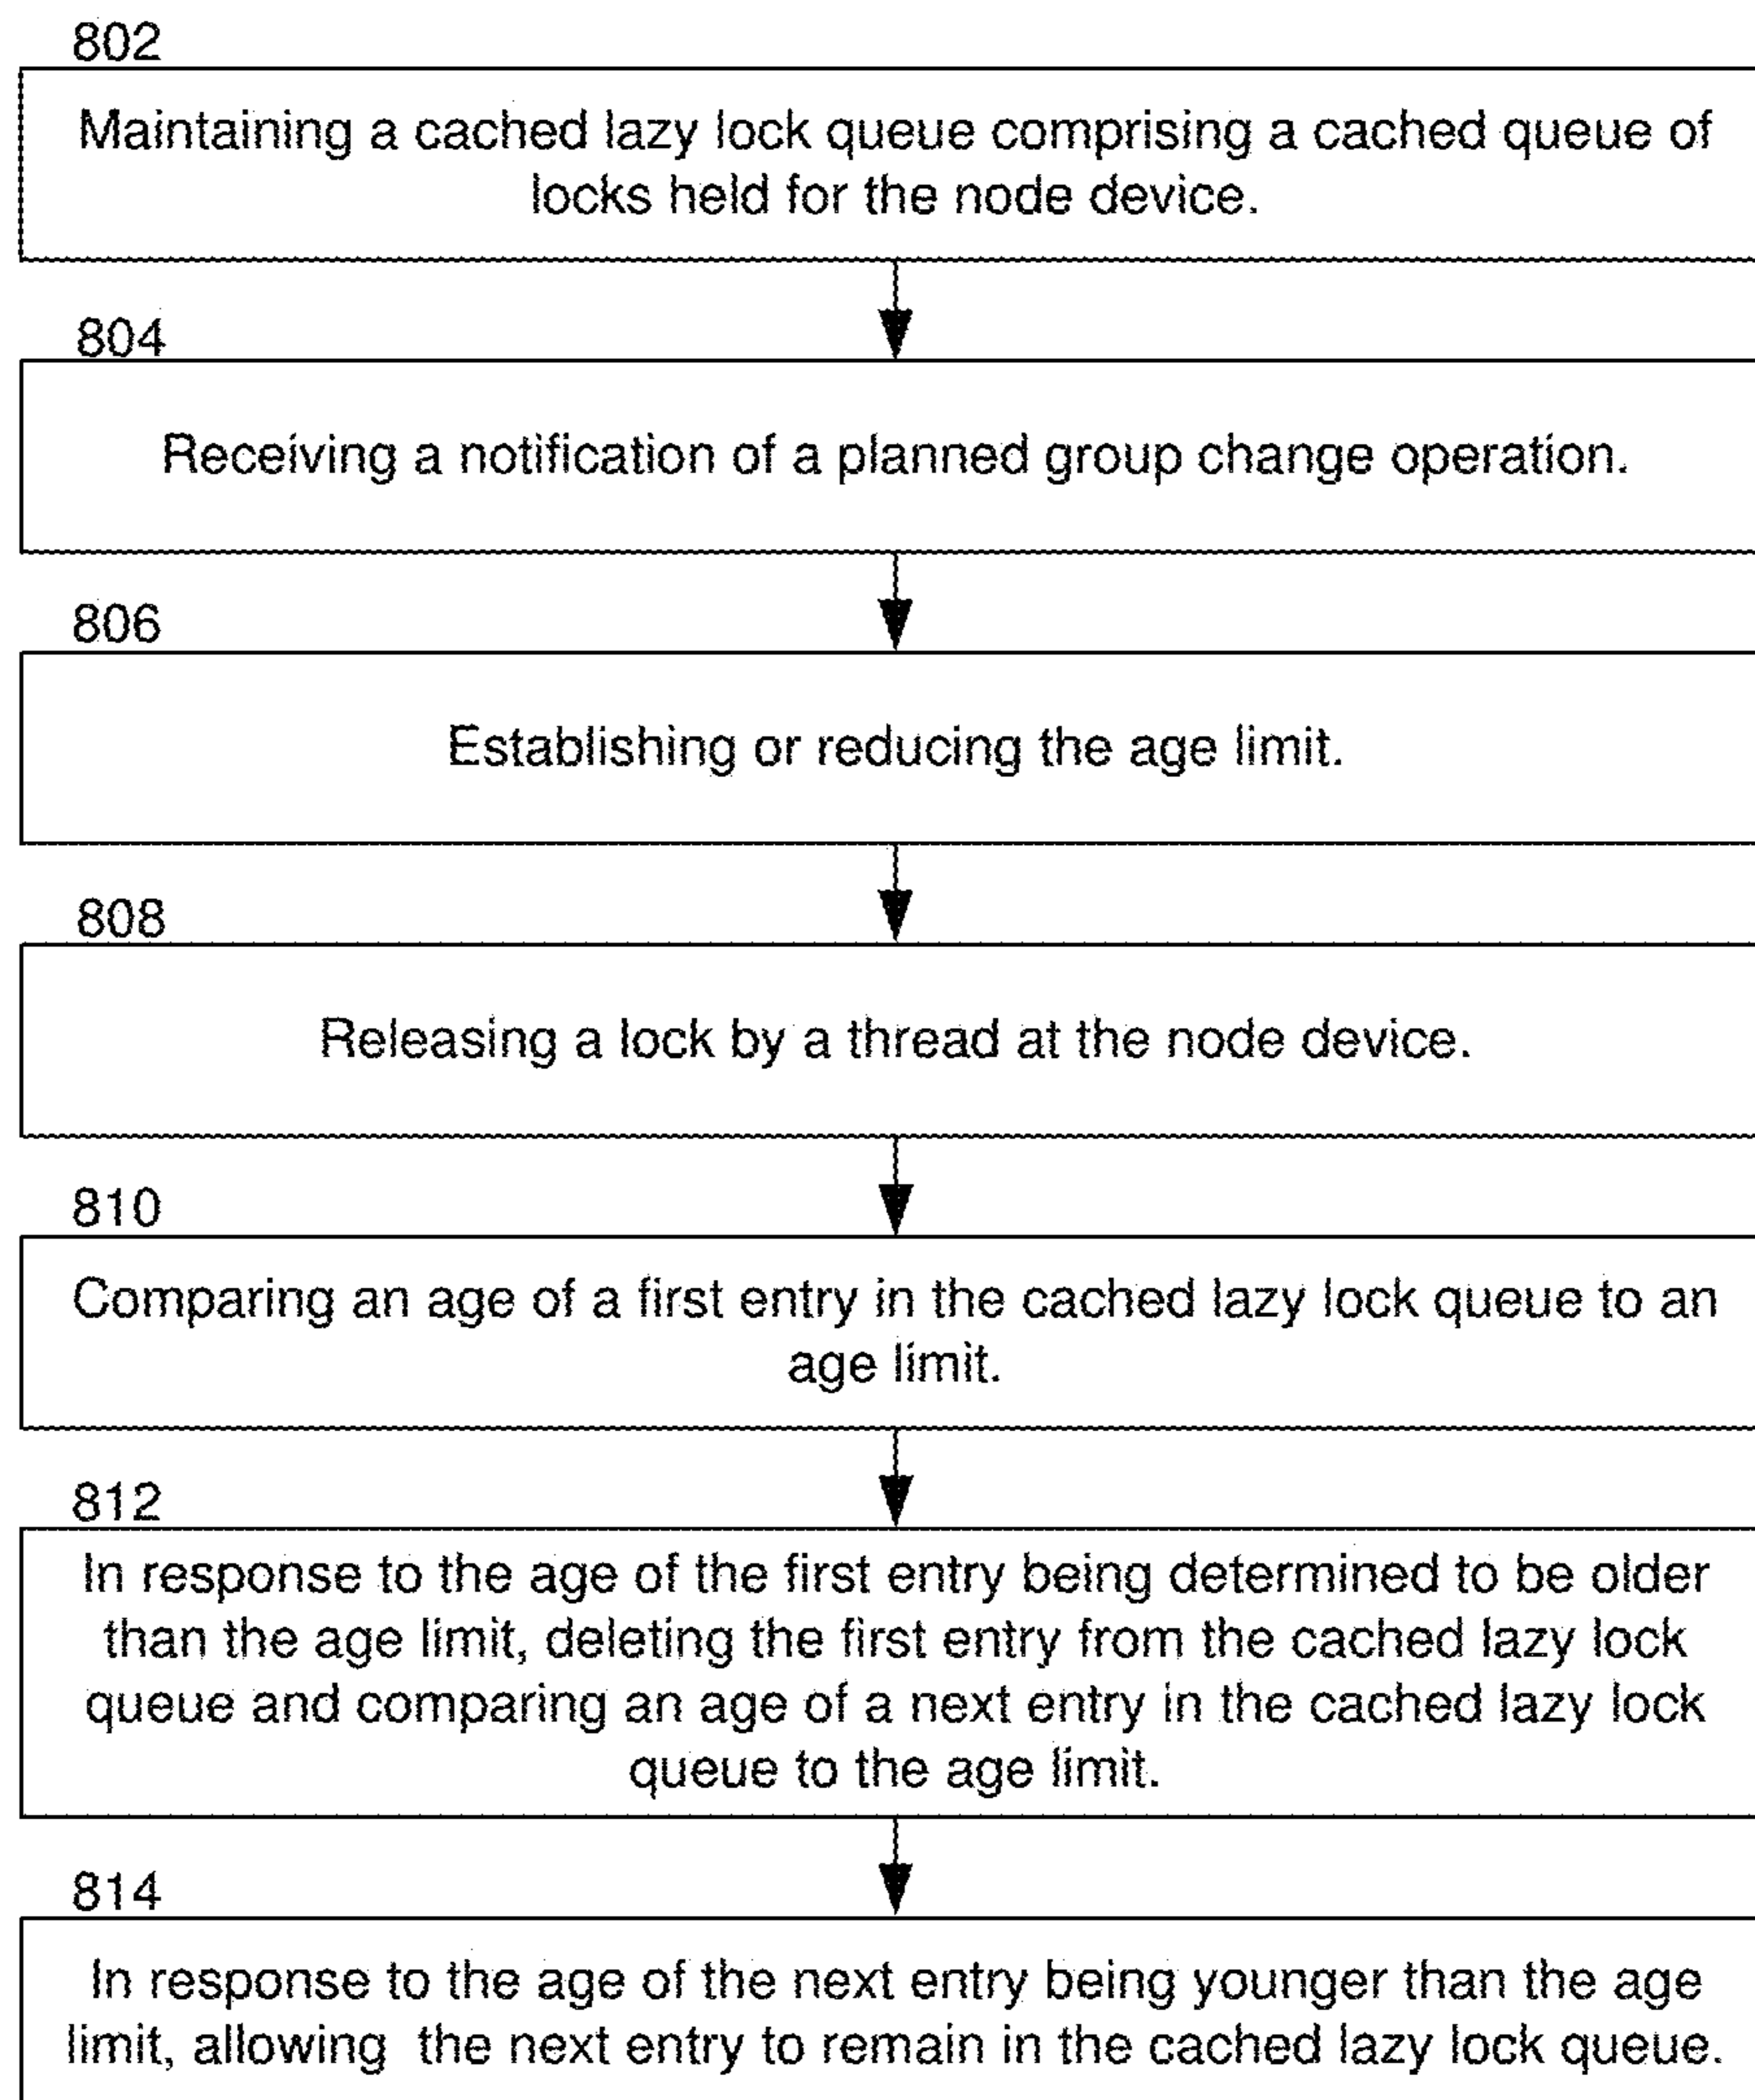 802
Maintaining a cached lazy lock queue comprising a cached queue of
locks held for the node device.
804
Receiving a notification of a planned group change operation.
806
Establishing or reducing the age limit.
808
Releasing a lock by a thread at the node device.
810
Comparing an age of a first entry in the cached lazy lock queue to an
age limit.
812
In response to the age of the first entry being determined to be older
than the age limit, deleting the first entry from the cached lazy lock
queue and comparing an age of a next entry in the cached lazy lock
queue to the age limit.
814
In response to the age of the next entry being younger than the age
limit, allowing the next entry to remain in the cached lazy lock queue.